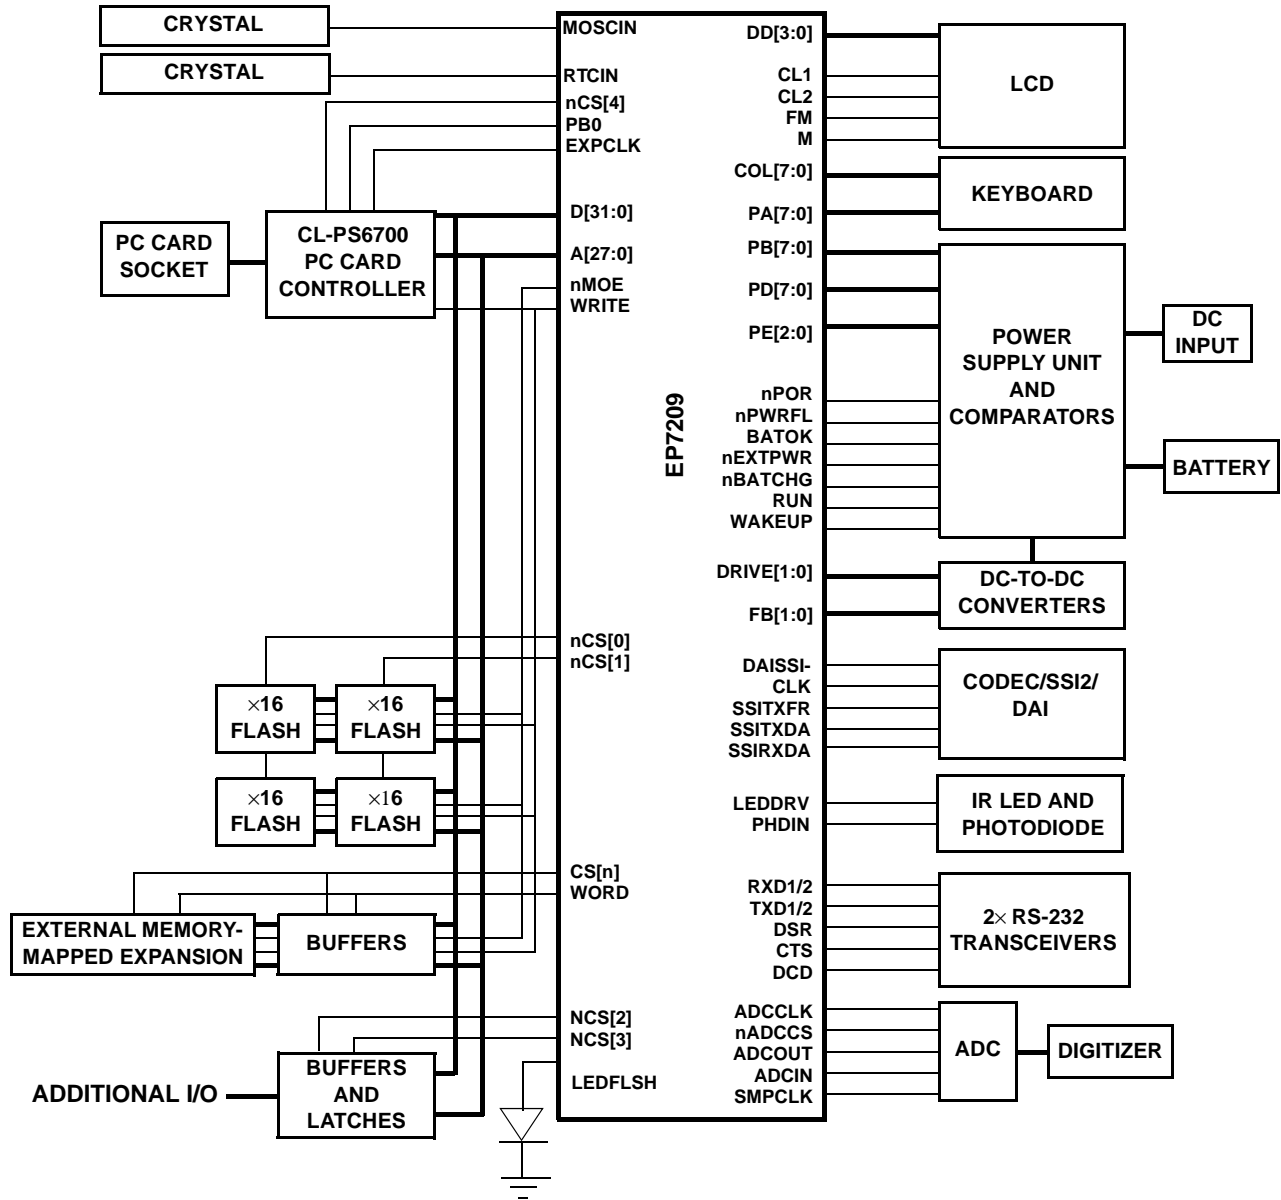 CRYSTAL
CRYSTAL
PC CARD
SOCKET
CL-PS6700
PC CARD
CONTROLLER
×16
FLASH
×16
FLASH
×16
FLASH
×16
FLASH
EXTERNAL MEMORY-
MAPPED EXPANSION
BUFFERS
ADDITIONAL I/O
BUFFERS
AND
LATCHES
MOSCIN
RTCIN
nCS[4]
PB0
EXPCLK
D[31:0]
A[27:0]
nMOE
WRITE
nCS[0]
nCS[1]
CS[n]
WORD
NCS[2]
NCS[3]
LEDFLSH
EP7209
DD[3:0]
CL1
CL2
FM
M
COL[7:0]
PA[7:0]
PB[7:0]
PD[7:0]
PE[2:0]
nPOR
nPWRFL
BATOK
nEXTPWR
nBATCHG
RUN
WAKEUP
DRIVE[1:0]
FB[1:0]
DAISSI-
CLK
SSITXFR
SSITXDA
SSIRXDA
LEDDRV
PHDIN
RXD1/2
TXD1/2
DSR
CTS
DCD
ADCCLK
nADCCS
ADCOUT
ADCIN
SMPCLK
LCD
KEYBOARD
POWER
SUPPLY UNIT
AND
COMPARATORS
DC
INPUT
BATTERY
DC-TO-DC
CONVERTERS
CODEC/SSI2/
DAI
IR LED AND
PHOTODIODE
2× RS-232
TRANSCEIVERS
ADC
DIGITIZER